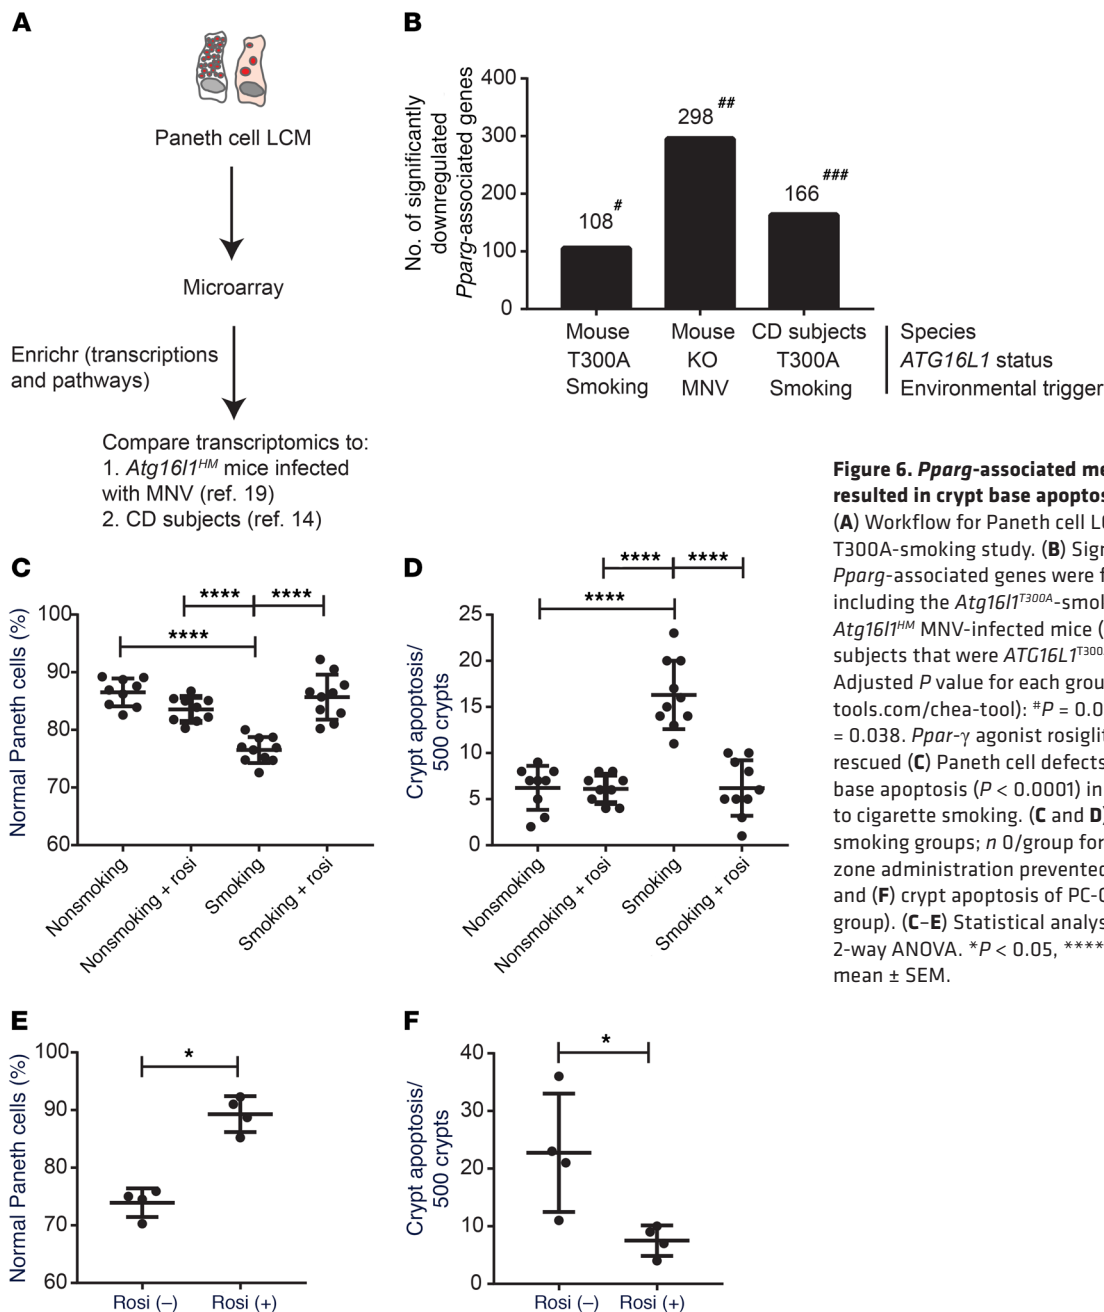 A
Paneth cell LCM
Microarray
Enrichr (transcriptions
and pathways)
Compare transcriptomics to:
1. Atg16l1HM mice infected
with MNV (ref. 19)
2. CD subjects (ref. 14)
B
No. of significantly
downregulated
Pparg-associated genes
400
300
200
100
0
108 #
298 ##
166 ###
Mouse Mouse CD subjects Species
T300A KO T300A ATG16L1 status
Smoking MNV Smoking Environmental trigger
Figure 6. Pparg-associated me
resulted in crypt base apoptos
(A) Workflow for Paneth cell LC
T300A-smoking study. (B) Sign
Pparg-associated genes were f
including the Atg16l1T300A-smol
Atg16l1HM MNV-infected mice (
subjects that were ATG16L1T300
Adjusted P value for each grou
tools.com/chea-tool): #P = 0.0
= 0.038. Ppar-γ agonist rosiglit
rescued (C) Paneth cell defects
base apoptosis (P < 0.0001) in
to cigarette smoking. (C and D)
smoking groups; n 0/group for
zone administration prevented
and (F) crypt apoptosis of PC-C
group). (C–E) Statistical analys
2-way ANOVA. *P < 0.05, ****
mean ± SEM.
C
Normal Paneth cells (%)
100
90
80
70
60
**** ****
****
Nonsmoking
Nonsmoking + rosi
Smoking
Smoking + rosi
D
Crypt apoptosis/
500 crypts
25
20
15
10
5
0
**** ****
****
Nonsmoking
Nonsmoking + rosi
Smoking
Smoking + rosi
E
Normal Paneth cells (%)
100
90
80
70
60
*
Rosi (–) Rosi (+)
F
Crypt apoptosis/
500 crypts
40
30
20
10
0
*
Rosi (–) Rosi (+)